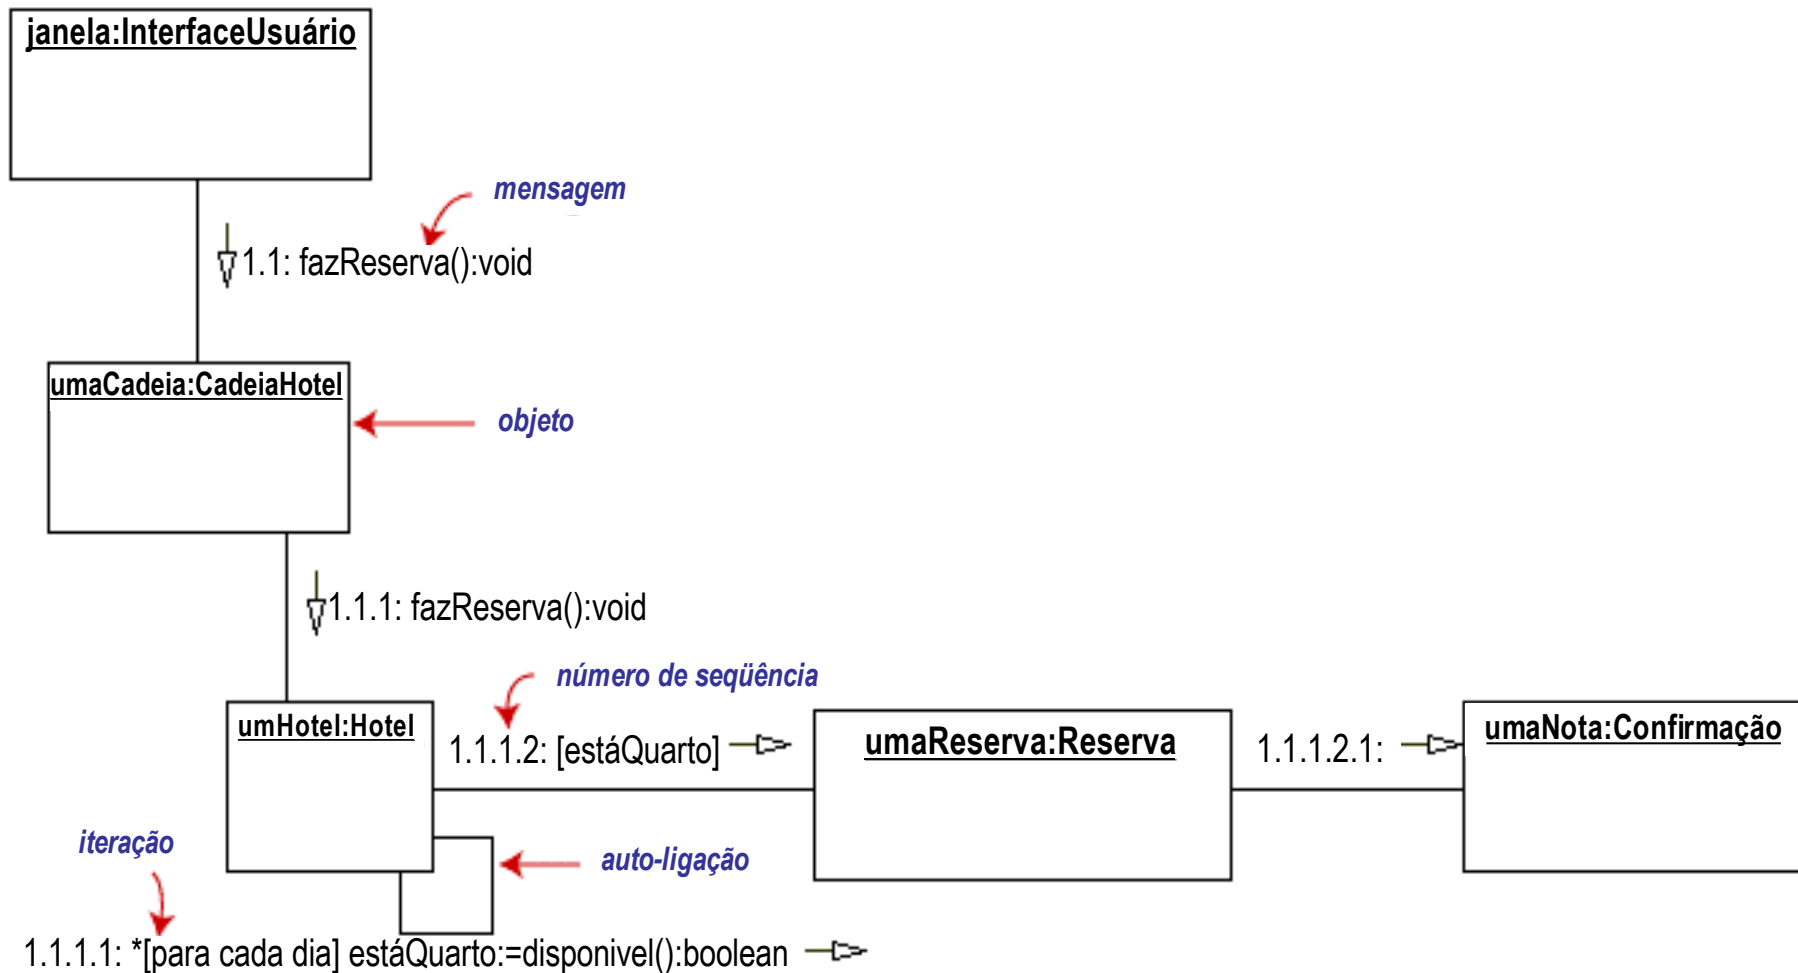 janela:InterfaceUsuário
mensagem
1.1: fazReserva():void
umaCadeia:CadeiaHotel
objeto
1.1.1: fazReserva():void
número de seqüência
umHotel:Hotel
1.1.1.2: [estáQuarto]
umaReserva:Reserva
1.1.1.2.1:
umaNota:Confirmação
iteração
auto-ligação
1.1.1.1: *[para cada dia] estáQuarto:=disponivel():boolean